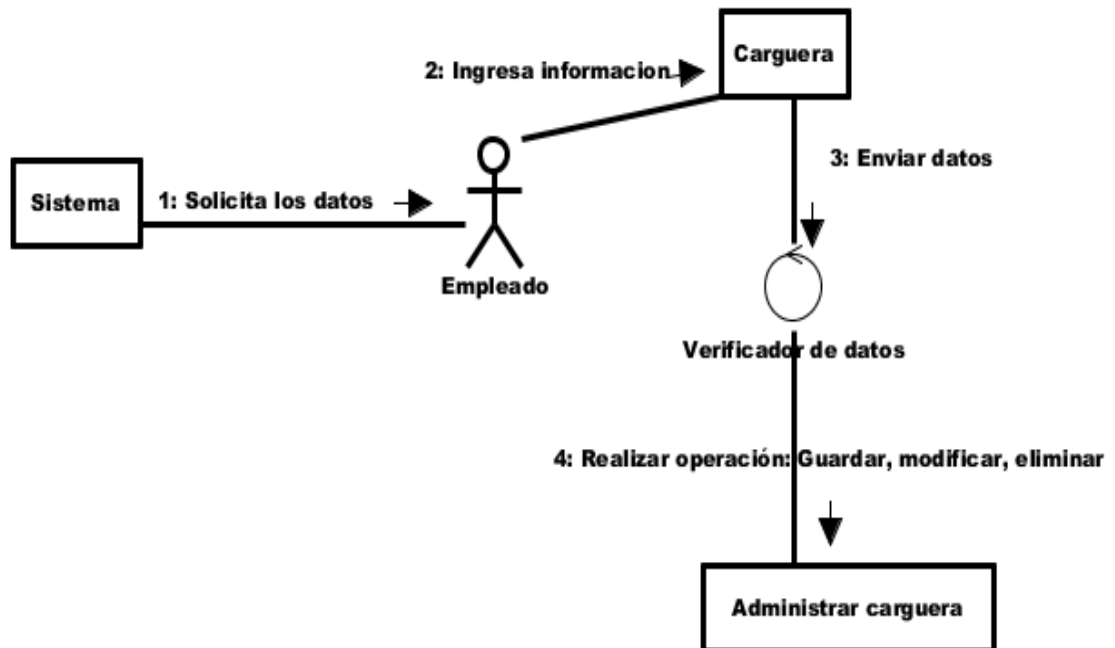 Carguera
2: Ingresa informacion
3: Enviar datos
Sistema
1: Solicita los datos
Empleado
Verificador de datos
4: Realizar operación: Guardar, modificar, eliminar
Administrar carguera